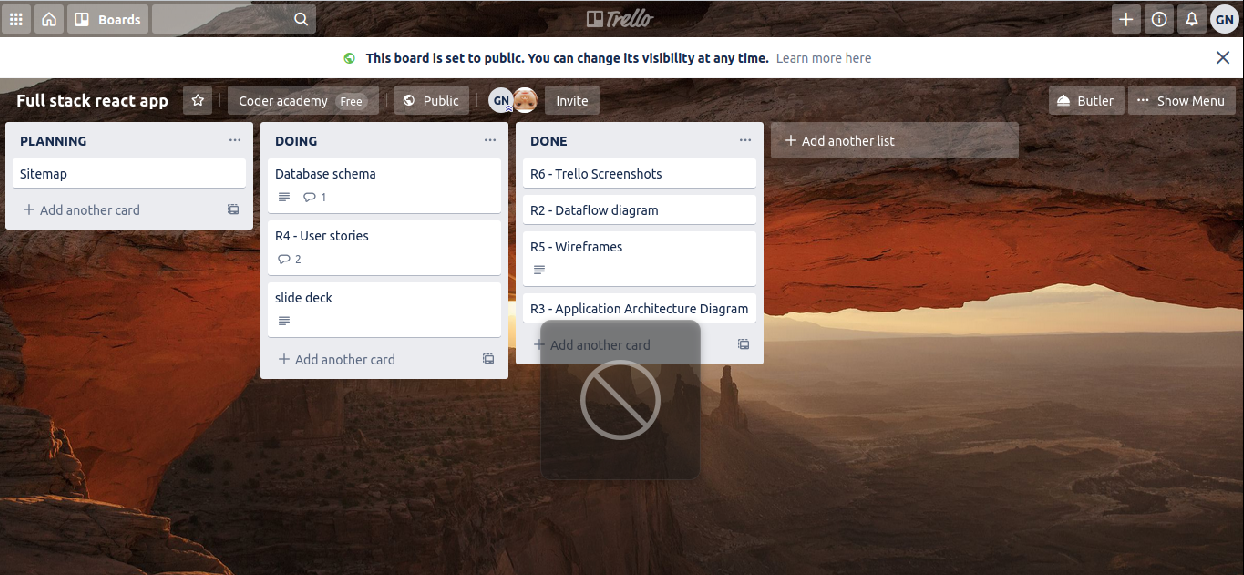 Boards
Trello
GN
This board is set to public. You can change its visibility at any time. Learn more here
Full stack react app
Coder academy Free
Public
GN
Invite
Butler
··· Show Menu
PLANNING ···
Sitemap
+ Add another card
DOING ···
Database schema
1
R4 - User stories
2
slide deck
+ Add another card
DONE ···
R6 - Trello Screenshots
R2 - Dataflow diagram
R5 - Wireframes
R3 - Application Architecture Diagram
+ Add another card
+ Add another list